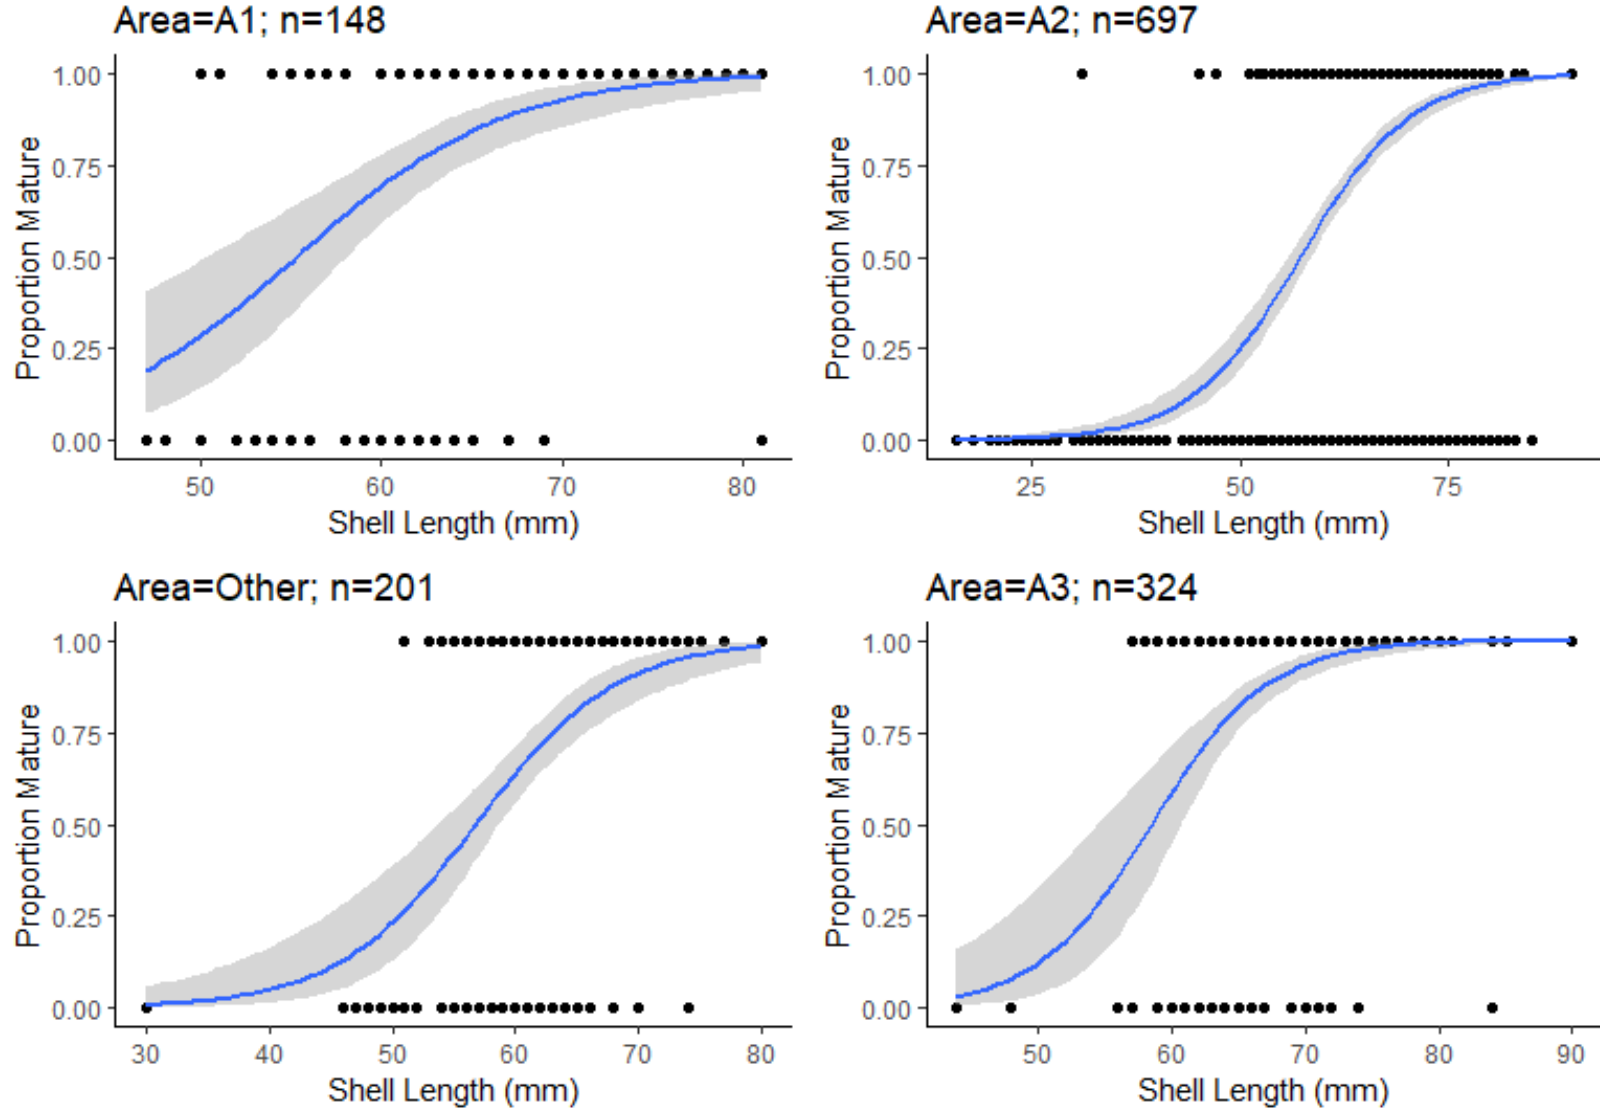 Area=A1; n=148
Proportion Mature
1.00
0.75
0.50
0.25
0.00
50 60 70 80
Shell Length (mm)
Area=A2; n=697
Proportion Mature
1.00
0.75
0.50
0.25
0.00
25 50 75
Shell Length (mm)
Area=Other; n=201
Proportion Mature
1.00
0.75
0.50
0.25
0.00
30 40 50 60 70 80
Shell Length (mm)
Area=A3; n=324
Proportion Mature
1.00
0.75
0.50
0.25
0.00
50 60 70 80 90
Shell Length (mm)